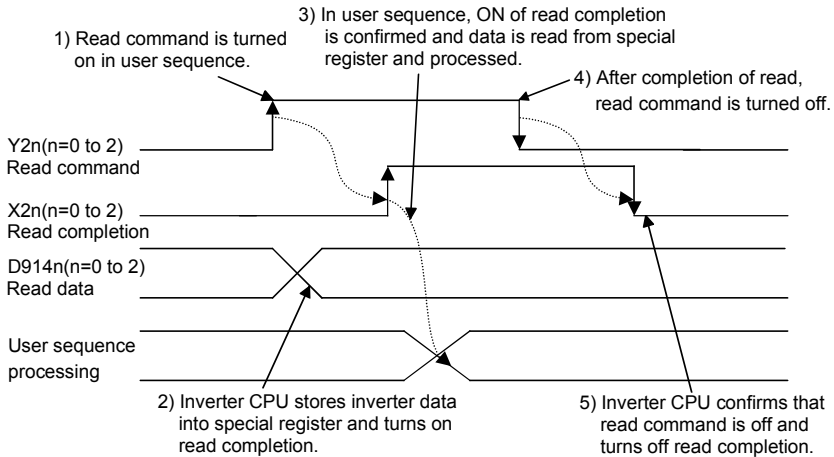 1) Read command is turned
on in user sequence.
3) In user sequence, ON of read completion
is confirmed and data is read from special
register and processed.
4) After completion of read,
read command is turned off.
Y2n(n=0 to 2)
Read command
X2n(n=0 to 2)
Read completion
D914n(n=0 to 2)
Read data
User sequence
processing
2) Inverter CPU stores inverter data
into special register and turns on
read completion.
5) Inverter CPU confirms that
read command is off and
turns off read completion.